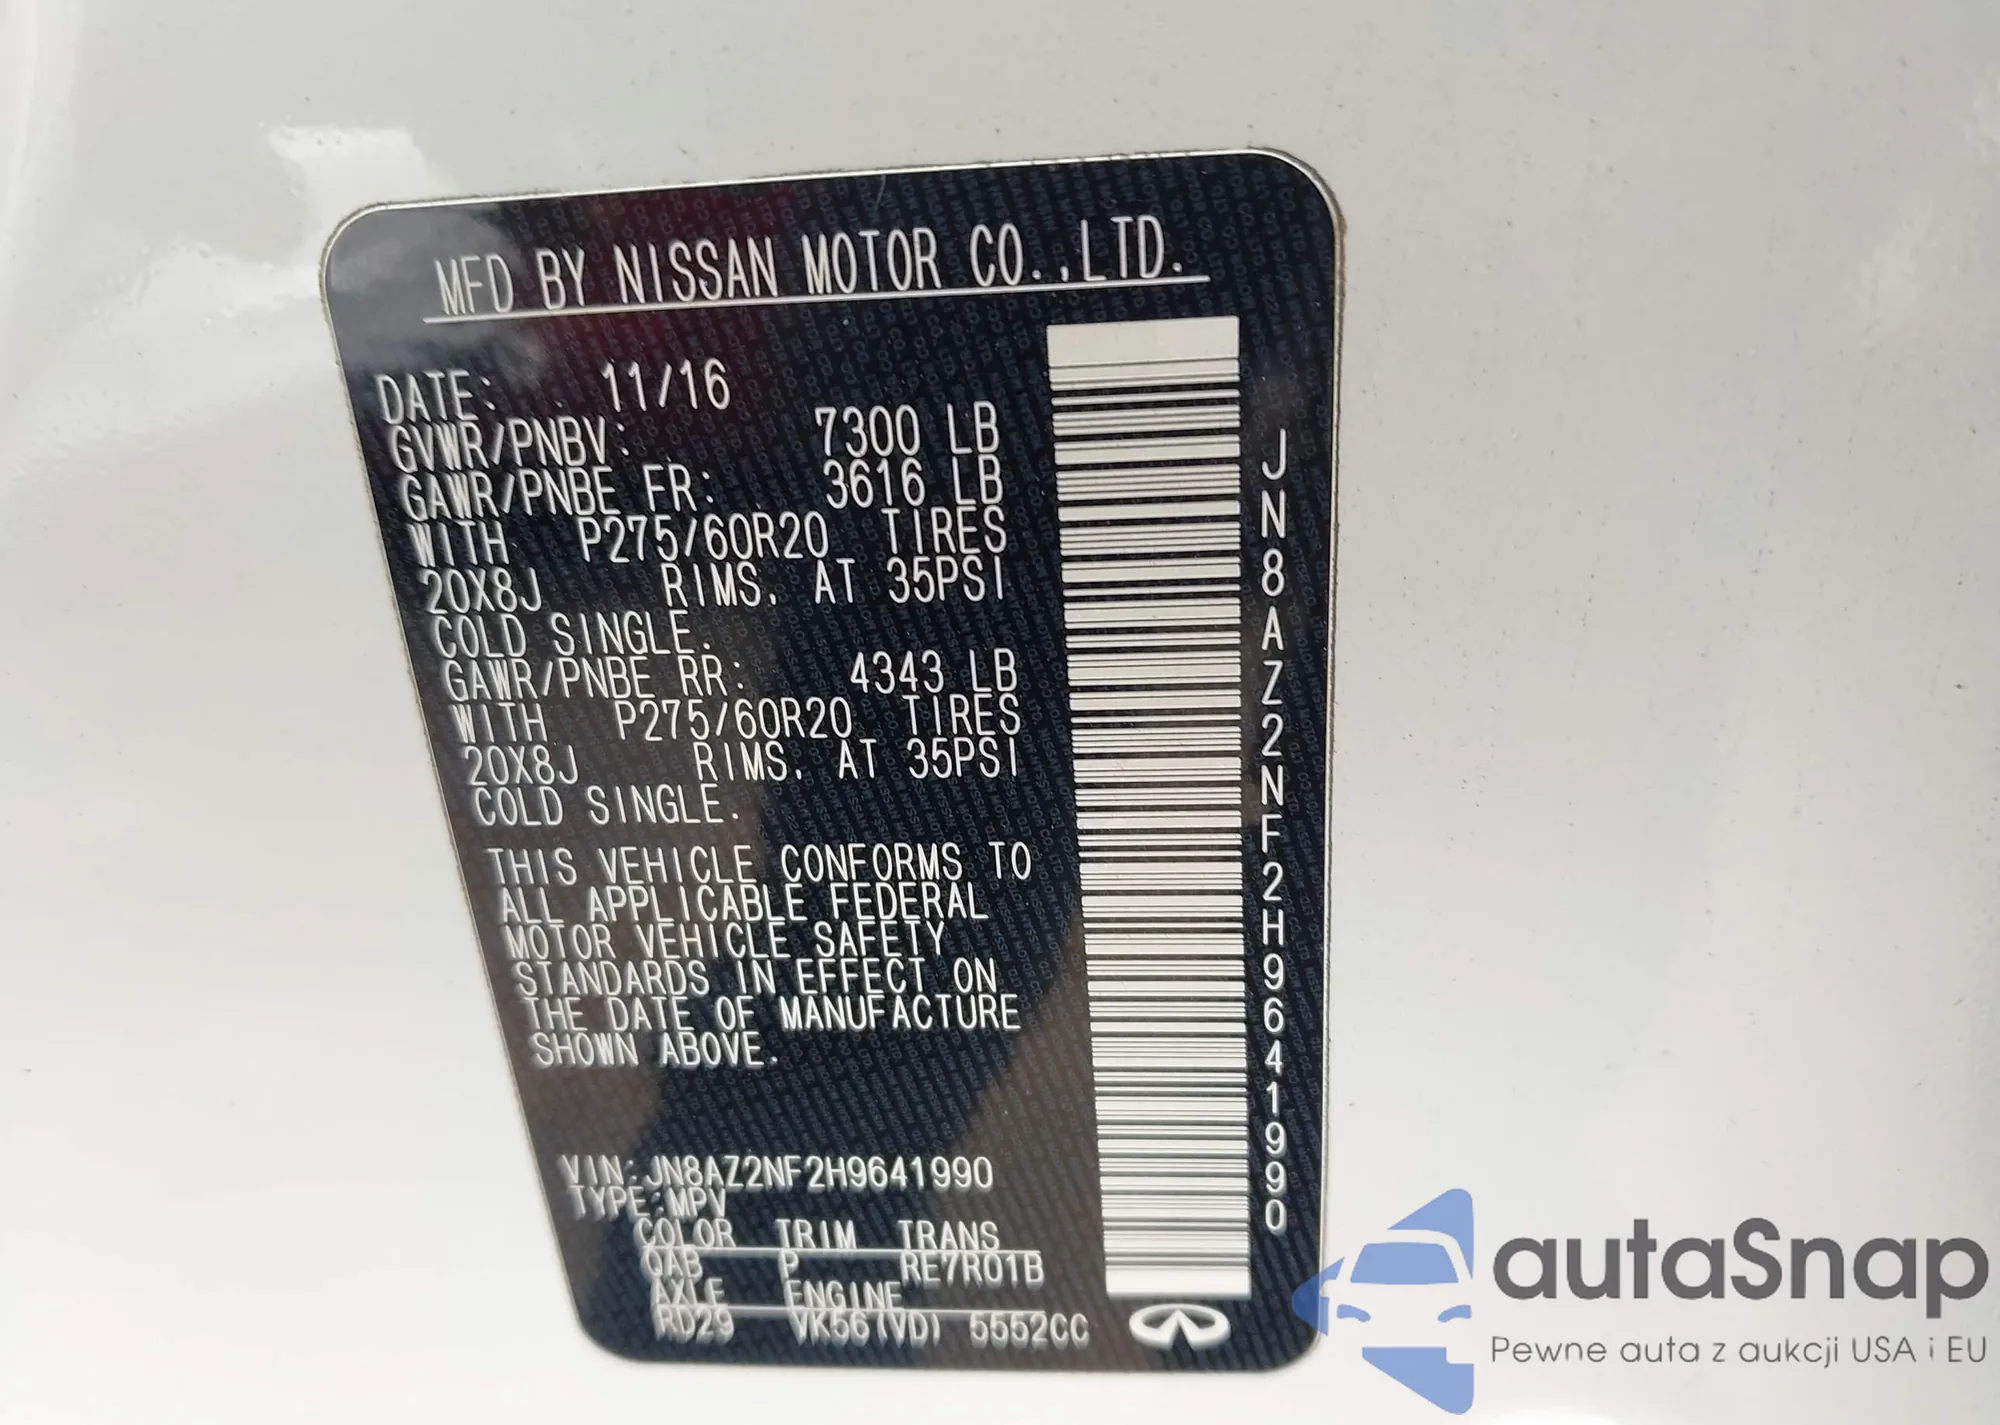 MFD BY NISSAN MOTOR CO.,LTD.
DATE: 11/16
GVWR/PNBV: 7300 LB
GAWR/PNBE FR: 3616 LB
WITH P275/60R20 TIRES
20X8J RIMS. AT 35PSI
COLD SINGLE.
GAWR/PNBE RR: 4343 LB
WITH P275/60R20 TIRES
20X8J RIMS. AT 35PSI
COLD SINGLE.
THIS VEHICLE CONFORMS TO
ALL APPLICABLE FEDERAL
MOTOR VEHICLE SAFETY
STANDARDS IN EFFECT ON
THE DATE OF MANUFACTURE
SHOWN ABOVE.
VIN:JN8AZ2NF2H9641990
TYPE:MPV
COLOR TRIM TRANS
QAB P RE7R01B
AXLE ENGINE
RD29 VK56(VD) 5552CC
JN8AZ2NF2H9641990
autaSnap
Pewne auta z aukcji USA i EU